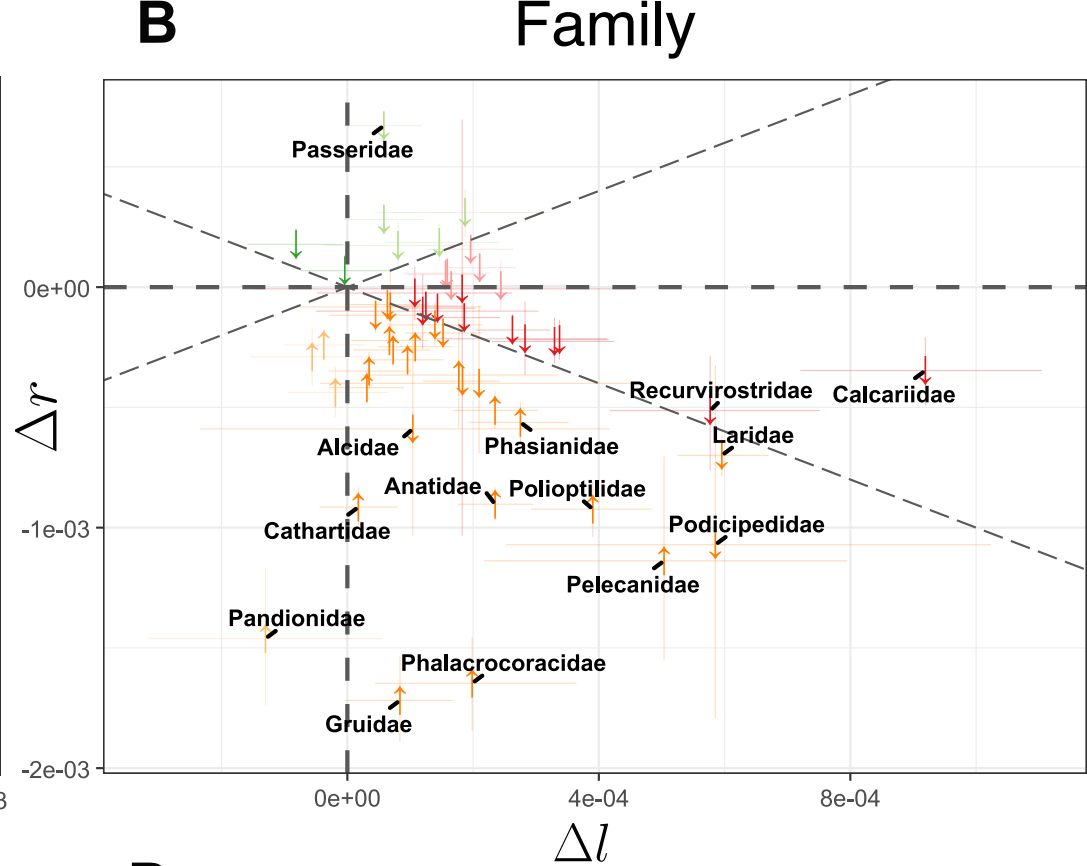 B
Family
Passeridae
0e+00
Recurvirostridae
Calcariidae
Laridae
Alcidae
Phasianidae
Δr
Anatidae
Polioptilidae
-1e-03
Podicipedidae
Cathartidae
Pelecanidae
Pandionidae
Phalacrocoracidae
Gruidae
-2e-03
3
0e+00
4e-04
8e-04
Δl